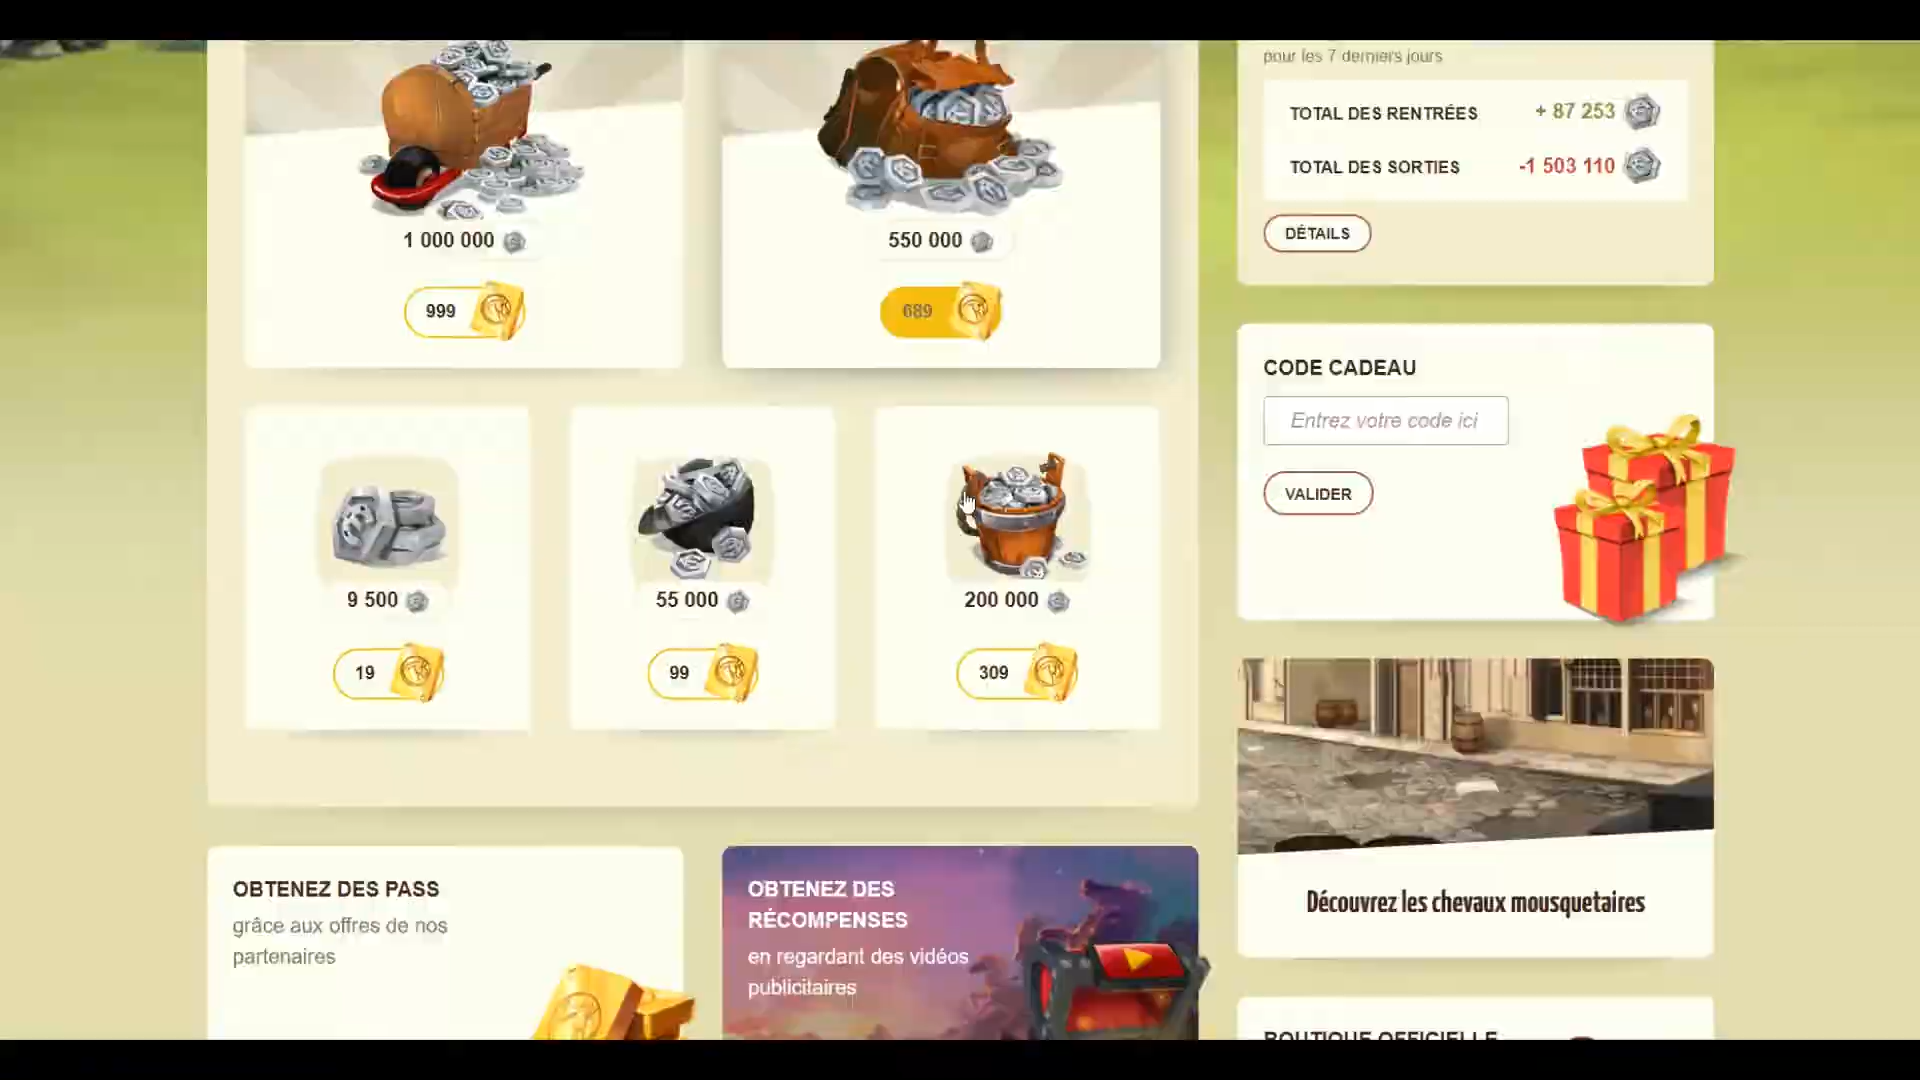 1 000 000
999
550 000
689
9 500
19
55 000
99
200 000
309
OBTENEZ DES PASS
grâce aux offres de nos
partenaires
OBTENEZ DES
RÉCOMPENSES
en regardant des vidéos
publicitaires
pour les 7 derniers jours
TOTAL DES RENTRÉES + 87 253
TOTAL DES SORTIES -1 503 110
DÉTAILS
CODE CADEAU
Entrez votre code ici
VALIDER
Découvrez les chevaux mousquetaires
BOUTIQUE OFFICIELLE